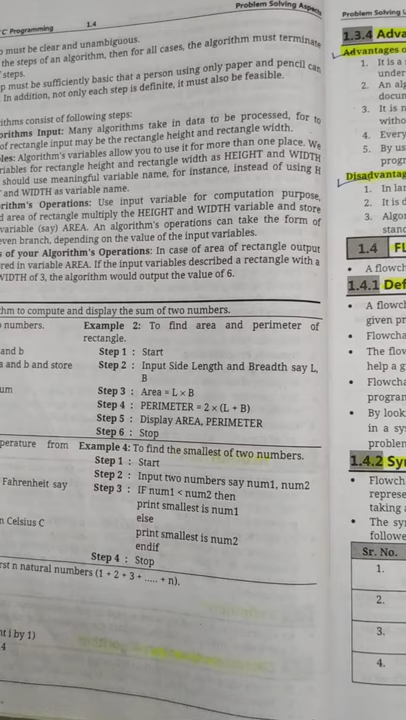 'C' Programming
1.4
Problem Solving Aspects
must be clear and unambiguous.
the steps of an algorithm, then for all cases, the algorithm must terminate
steps.
p must be sufficiently basic that a person using only paper and pencil can
In addition, not only each step is definite, it must also be feasible.
ithms consist of following steps:
orithms Input: Many algorithms take in data to be processed, for to
of rectangle input may be the rectangle height and rectangle width.
les: Algorithm's variables allow you to use it for more than one place. We
riables for rectangle height and rectangle width as HEIGHT and WIDTH
should use meaningful variable name, for instance, instead of using H
and WIDTH as variable name.
rithm's Operations: Use input variable for computation purpose,
d area of rectangle multiply the HEIGHT and WIDTH variable and store
variable (say) AREA. An algorithm's operations can take the form of
even branch, depending on the value of the input variables.
s of your Algorithm's Operations: In case of area of rectangle output
red in variable AREA. If the input variables described a rectangle with a
WIDTH of 3, the algorithm would output the value of 6.
thm to compute and display the sum of two numbers.
numbers.
and b
a and b and store
um
Example 2: To find area and perimeter of
rectangle.
Step 1 : Start
Step 2 : Input Side Length and Breadth say L,
B
Step 3 : Area = L × B
Step 4 : PERIMETER = 2 × (L + B)
Step 5 : Display AREA, PERIMETER
Step 6 : Stop
perature from
Fahrenheit say
n Celsius C
Example 4: To find the smallest of two numbers.
Step 1 : Start
Step 2 : Input two numbers say num1, num2
Step 3 : IF num1 < num2 then
print smallest is num1
else
print smallest is num2
endif
Step 4 : Stop
rst n natural numbers (1 + 2 + 3 + ..... + n).
nt i by 1)
4
Problem Solving
1.3.4 Adva
Advantages o
1. It is a
under
2. An alg
docun
3. It is n
witho
4. Every
5. By us
progr
Disadvantag
1. In lar
2. It is d
3. Algor
stanc
1.4 FL
• A flowch
1.4.1 Def
• A flowc
given pr
• Flowcha
• The flow
help a g
• Flowcha
progran
• By look
in a sy
problen
1.4.2 Syn
• Flowch
represe
taking
• The syn
followe
Sr. No.
1.
2.
3.
4.